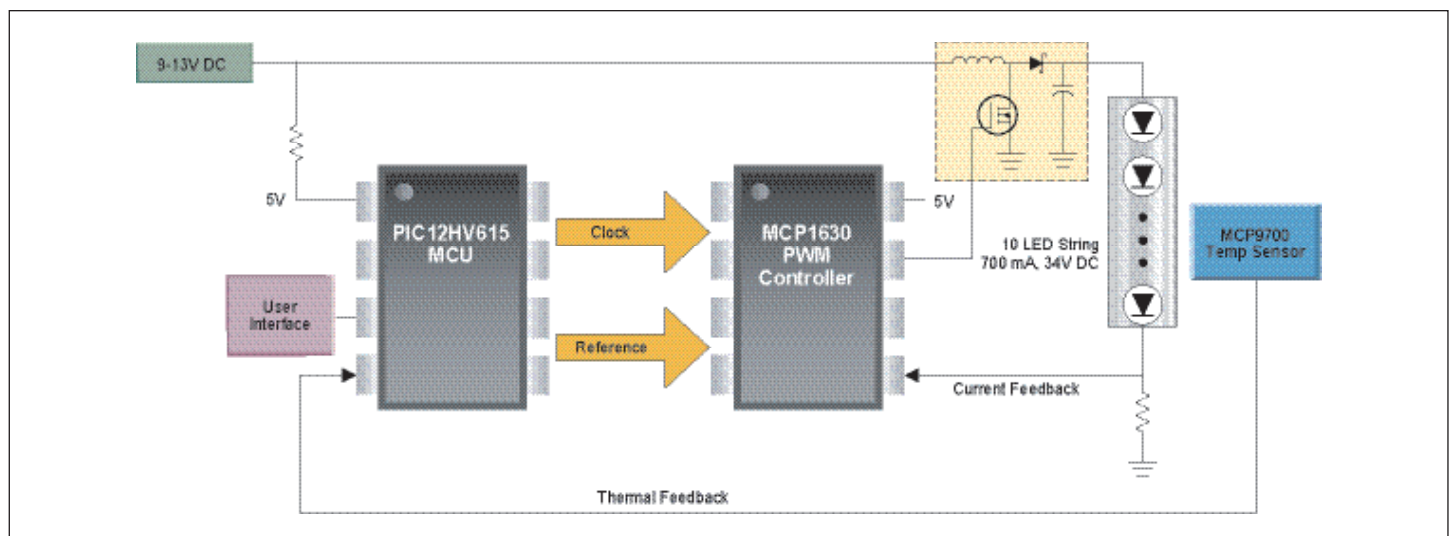 9-13V DC
5V
PIC12HV615
MCU
Clock
MCP1630
PWM
Controller
5V
10 LED String
700 mA, 34V DC
MCP9700
Temp Sensor
User
Interface
Reference
Current Feedback
Thermal Feedback